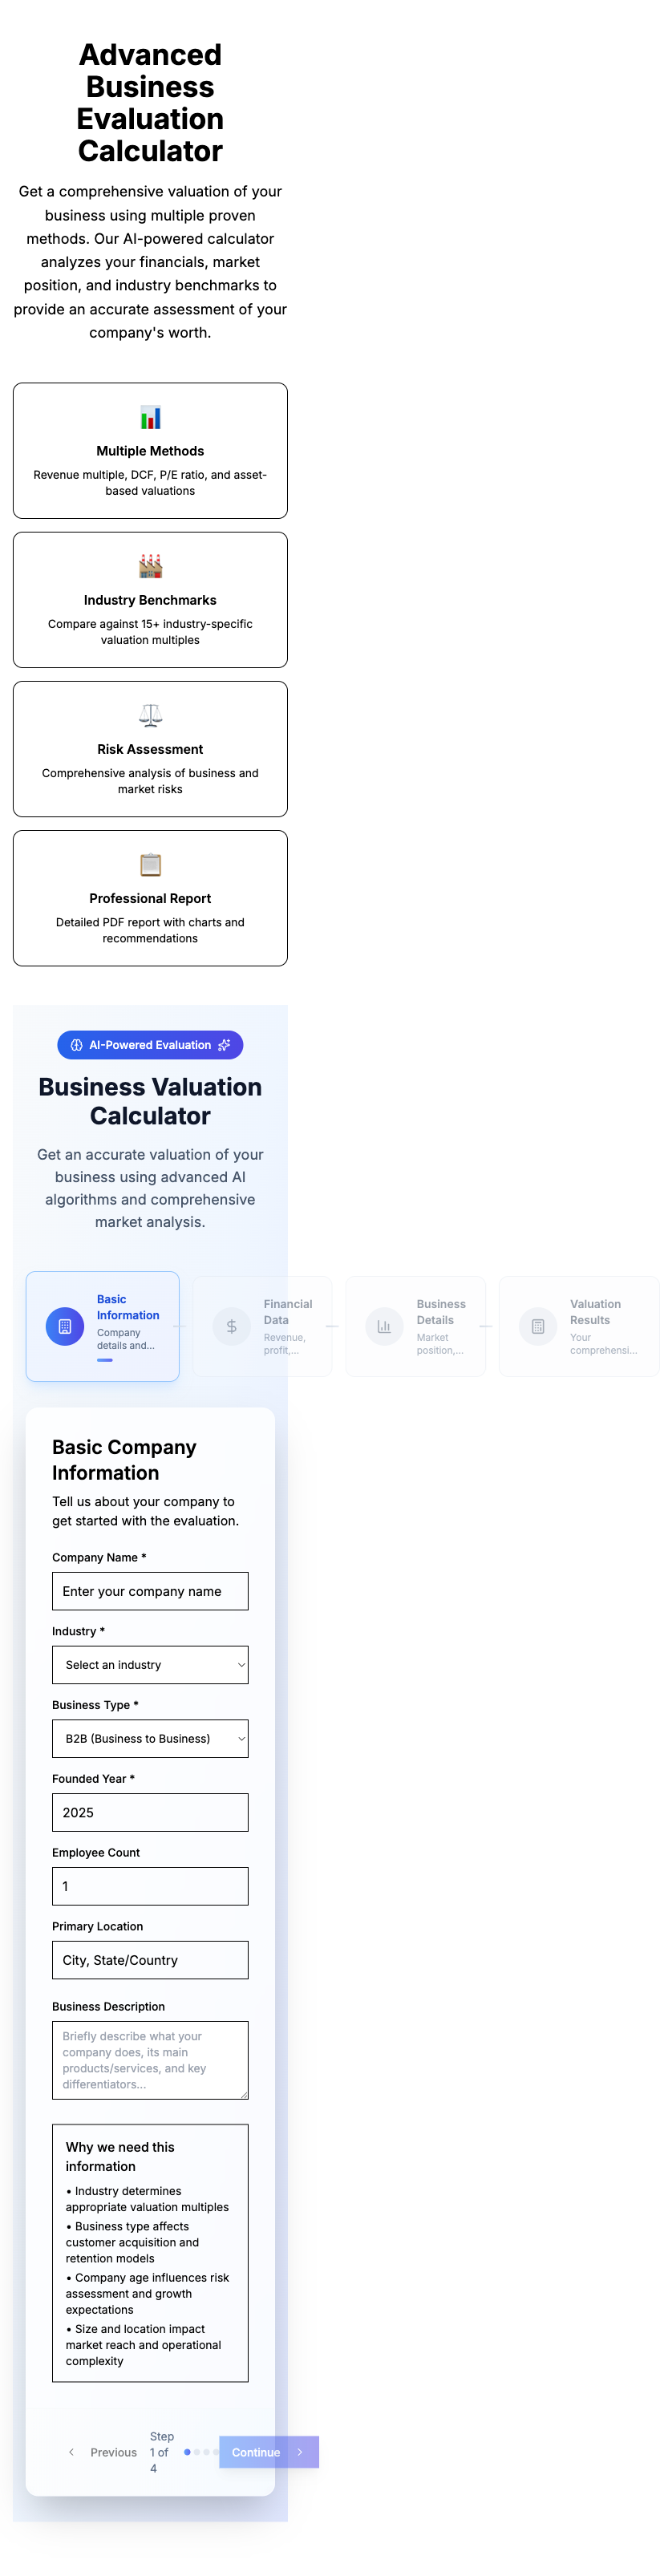 Advanced
Business
Evaluation
Calculator
Get a comprehensive valuation of your
business using multiple proven
methods. Our AI-powered calculator
analyzes your financials, market
position, and industry benchmarks to
provide an accurate assessment of your
company's worth.
Multiple Methods
Revenue multiple, DCF, P/E ratio, and asset-
based valuations
Industry Benchmarks
Compare against 15+ industry-specific
valuation multiples
Risk Assessment
Comprehensive analysis of business and
market risks
Professional Report
Detailed PDF report with charts and
recommendations
AI-Powered Evaluation
Business Valuation
Calculator
Get an accurate valuation of your
business using advanced AI
algorithms and comprehensive
market analysis.
Basic
Information
Company
details and...
Financial
Data
Revenue,
profit,...
Business
Details
Market
position,...
Valuation
Results
Your
comprehensi...
Basic Company
Information
Tell us about your company to
get started with the evaluation.
Company Name *
Enter your company name
Industry *
Select an industry
Business Type *
B2B (Business to Business)
Founded Year *
2025
Employee Count
1
Primary Location
City, State/Country
Business Description
Briefly describe what your
company does, its main
products/services, and key
differentiators...
Why we need this
information
• Industry determines
appropriate valuation multiples
• Business type affects
customer acquisition and
retention models
• Company age influences risk
assessment and growth
expectations
• Size and location impact
market reach and operational
complexity
Previous
Step
1 of
4
Continue